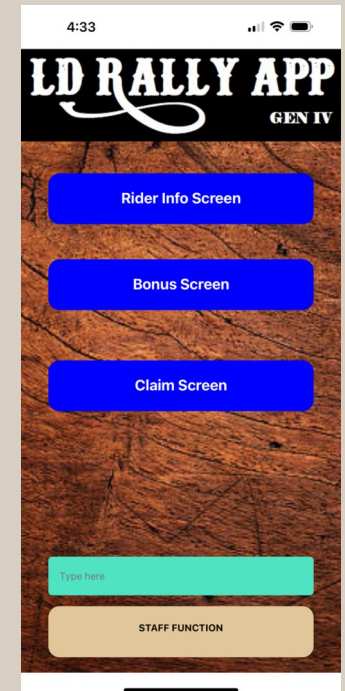 4:33
LD RALLY APP
GEN IV
Rider Info Screen
Bonus Screen
Claim Screen
Type here
STAFF FUNCTION